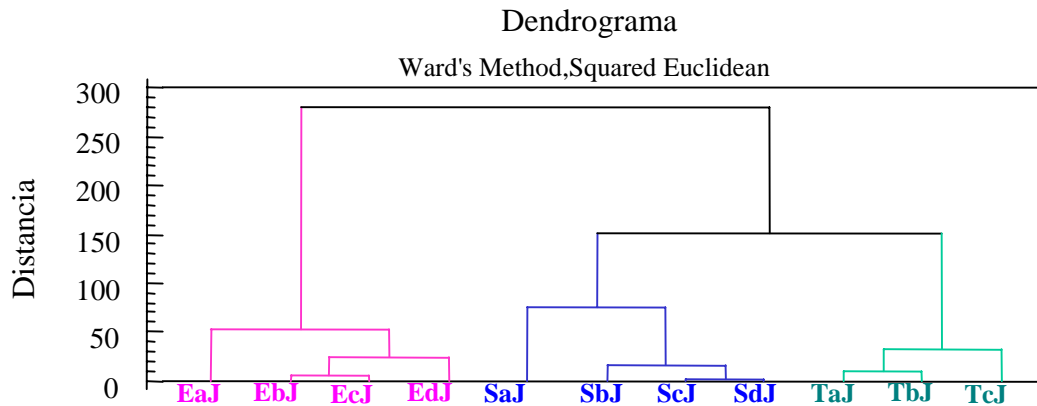 Dendrograma
Ward's Method,Squared Euclidean
Distancia
300
250
200
150
100
50
0
EaJ EbJ EcJ EdJ SaJ SbJ ScJ SdJ TaJ TbJ TcJ